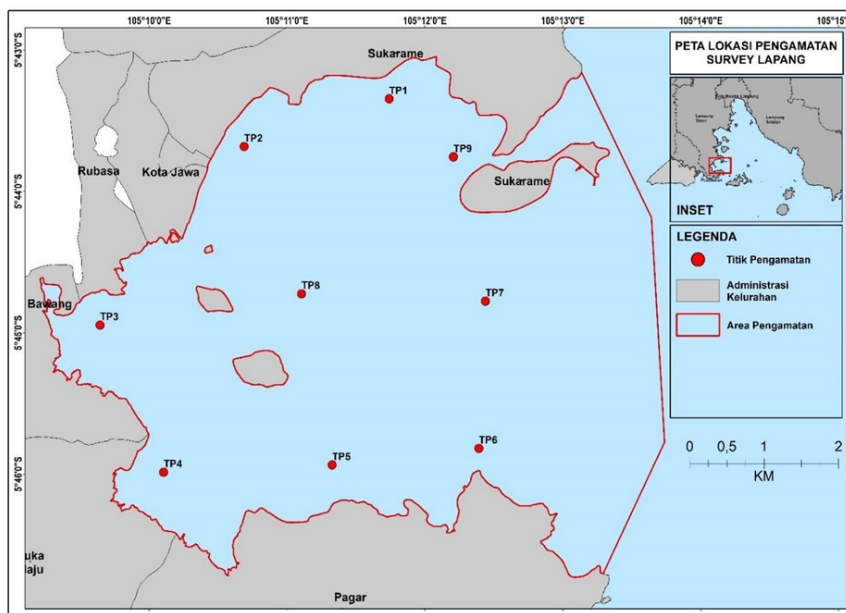 105°10'0"E 105°11'0"E 105°12'0"E 105°13'0"E 105°14'0"E
5°43'0"S
5°44'0"S
5°45'0"S
5°46'0"S
Sukarame
TP1
TP2
TP9
Rubasa
Kota Jawa
Sukarame
Bawang
TP3
TP8
TP7
TP6
TP5
TP4
Pagar
PETA LOKASI PENGAMATAN
SURVEY LAPANG
INSET
LEGENDA
Titik Pengamatan
Administrasi
Kelurahan
Area Pengamatan
0 0,5 1 2
KM